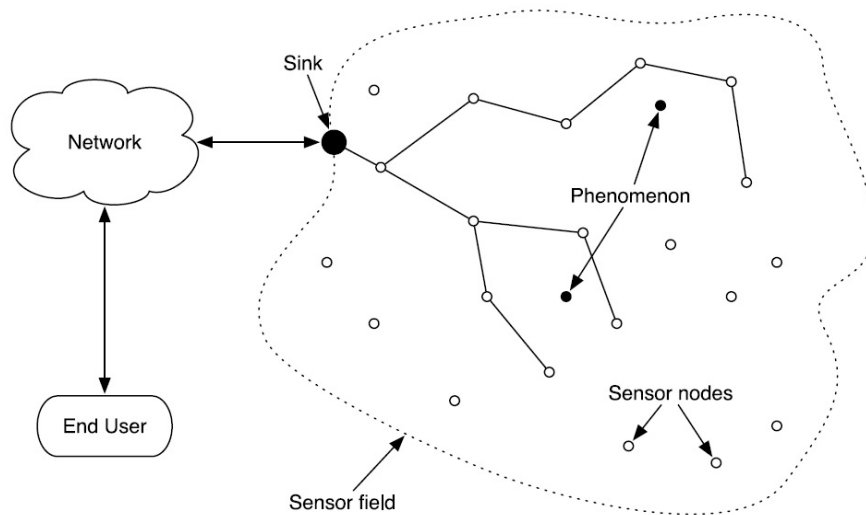 Sink
Network
Phenomenon
Sensor nodes
End User
Sensor field